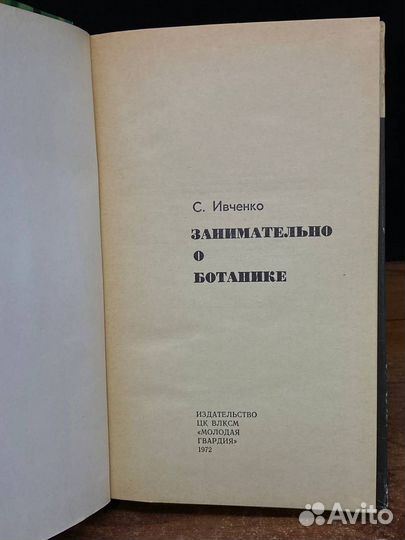 С. Ивченко
ЗАНИМАТЕЛЬНО
О
БОТАНИКЕ
ИЗДАТЕЛЬСТВО
ЦК ВЛКСМ
«МОЛОДАЯ
ГВАРДИЯ»
1972
Avito